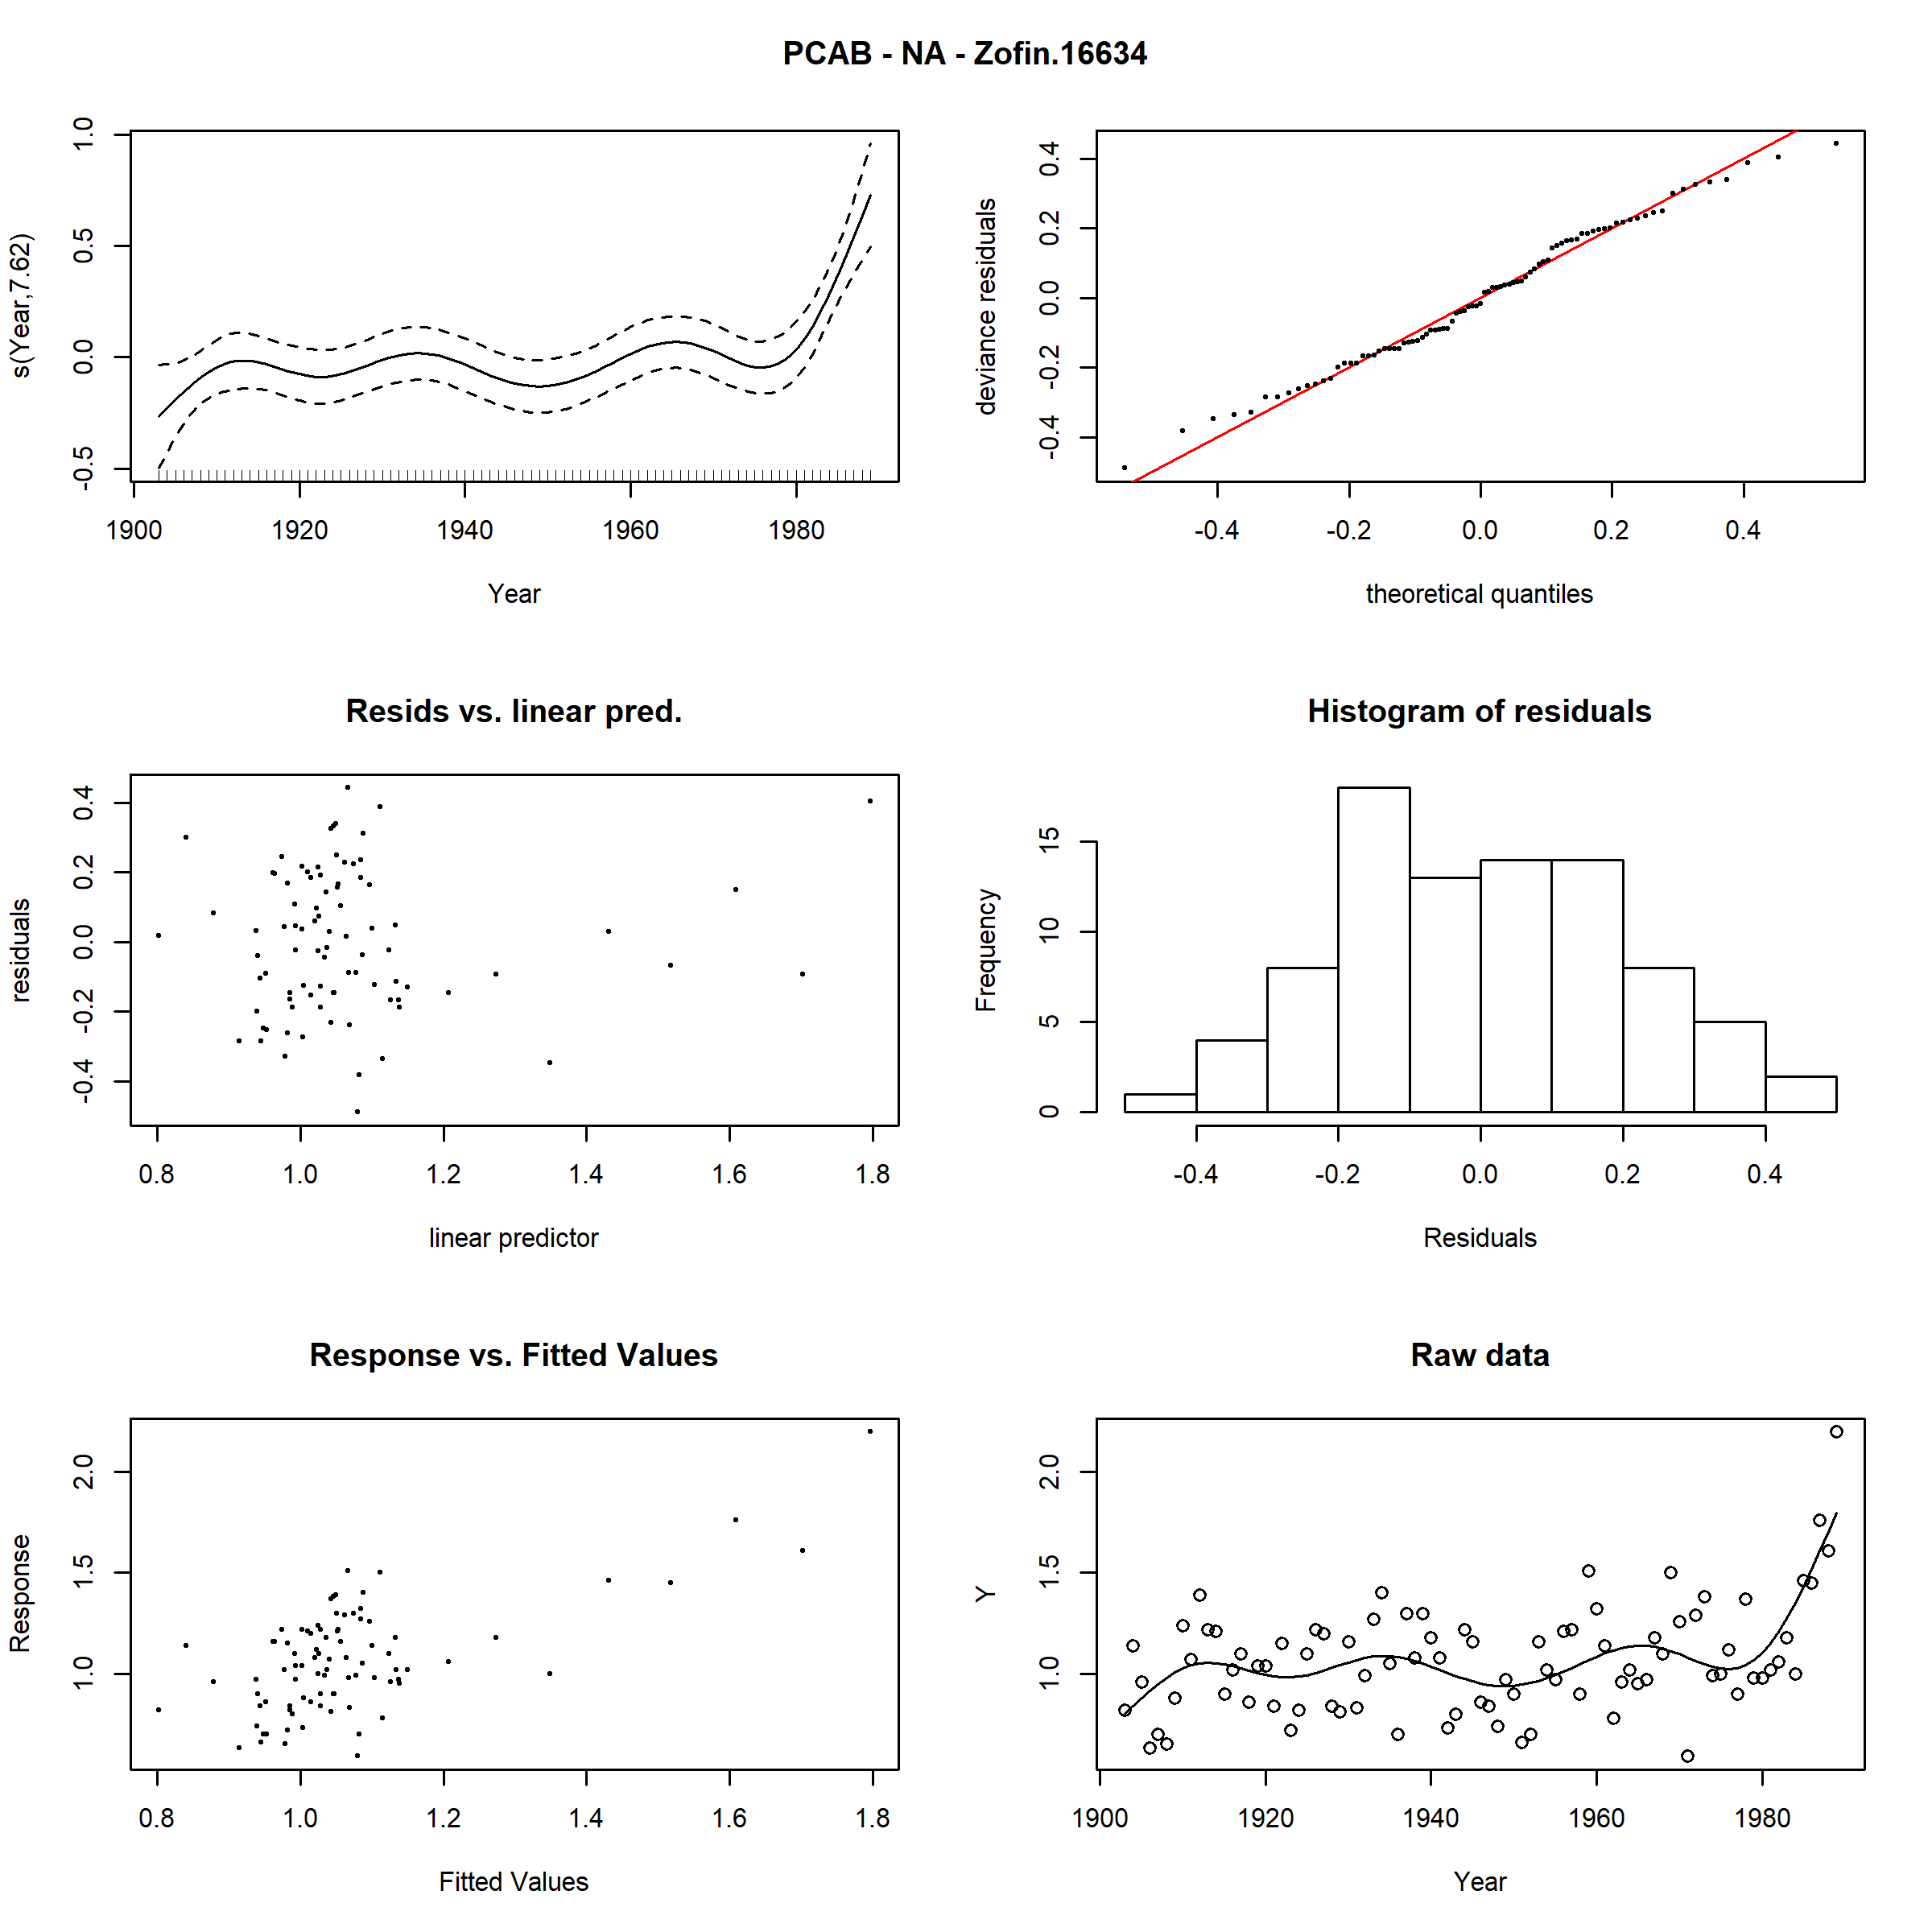 PCAB - NA - Zofin.16634
s(Year,7.62)
-0.5 0.0 0.5 1.0
1900 1920 1940 1960 1980
Year
deviance residuals
-0.4 -0.2 0.0 0.2 0.4
-0.4 -0.2 0.0 0.2 0.4
theoretical quantiles
Resids vs. linear pred.
residuals
-0.4 -0.2 0.0 0.2 0.4
0.8 1.0 1.2 1.4 1.6 1.8
linear predictor
Histogram of residuals
Frequency
0 5 10 15
-0.4 -0.2 0.0 0.2 0.4
Residuals
Response vs. Fitted Values
Response
1.0 1.5 2.0
0.8 1.0 1.2 1.4 1.6 1.8
Fitted Values
Raw data
Y
1.0 1.5 2.0
1900 1920 1940 1960 1980
Year